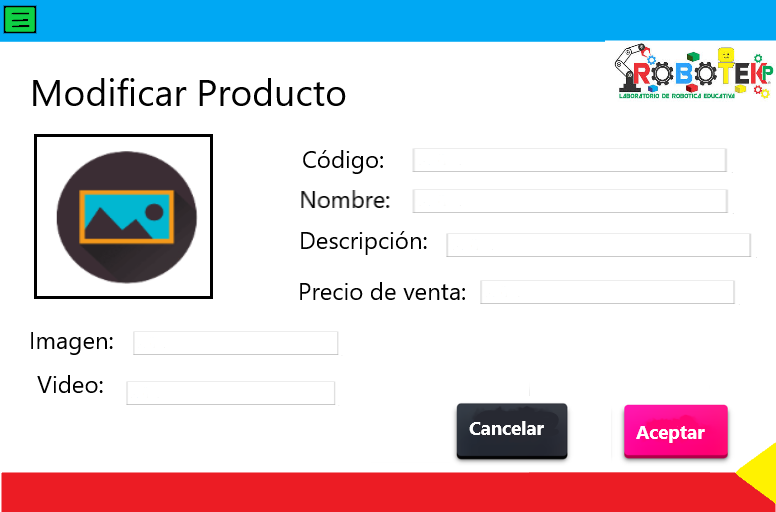 ROBOTEKP
LABORATORIO DE ROBOTICA EDUCATIVA
Modificar Producto
Código:
Nombre:
Descripción:
Precio de venta:
Imagen:
Video:
Cancelar
Aceptar